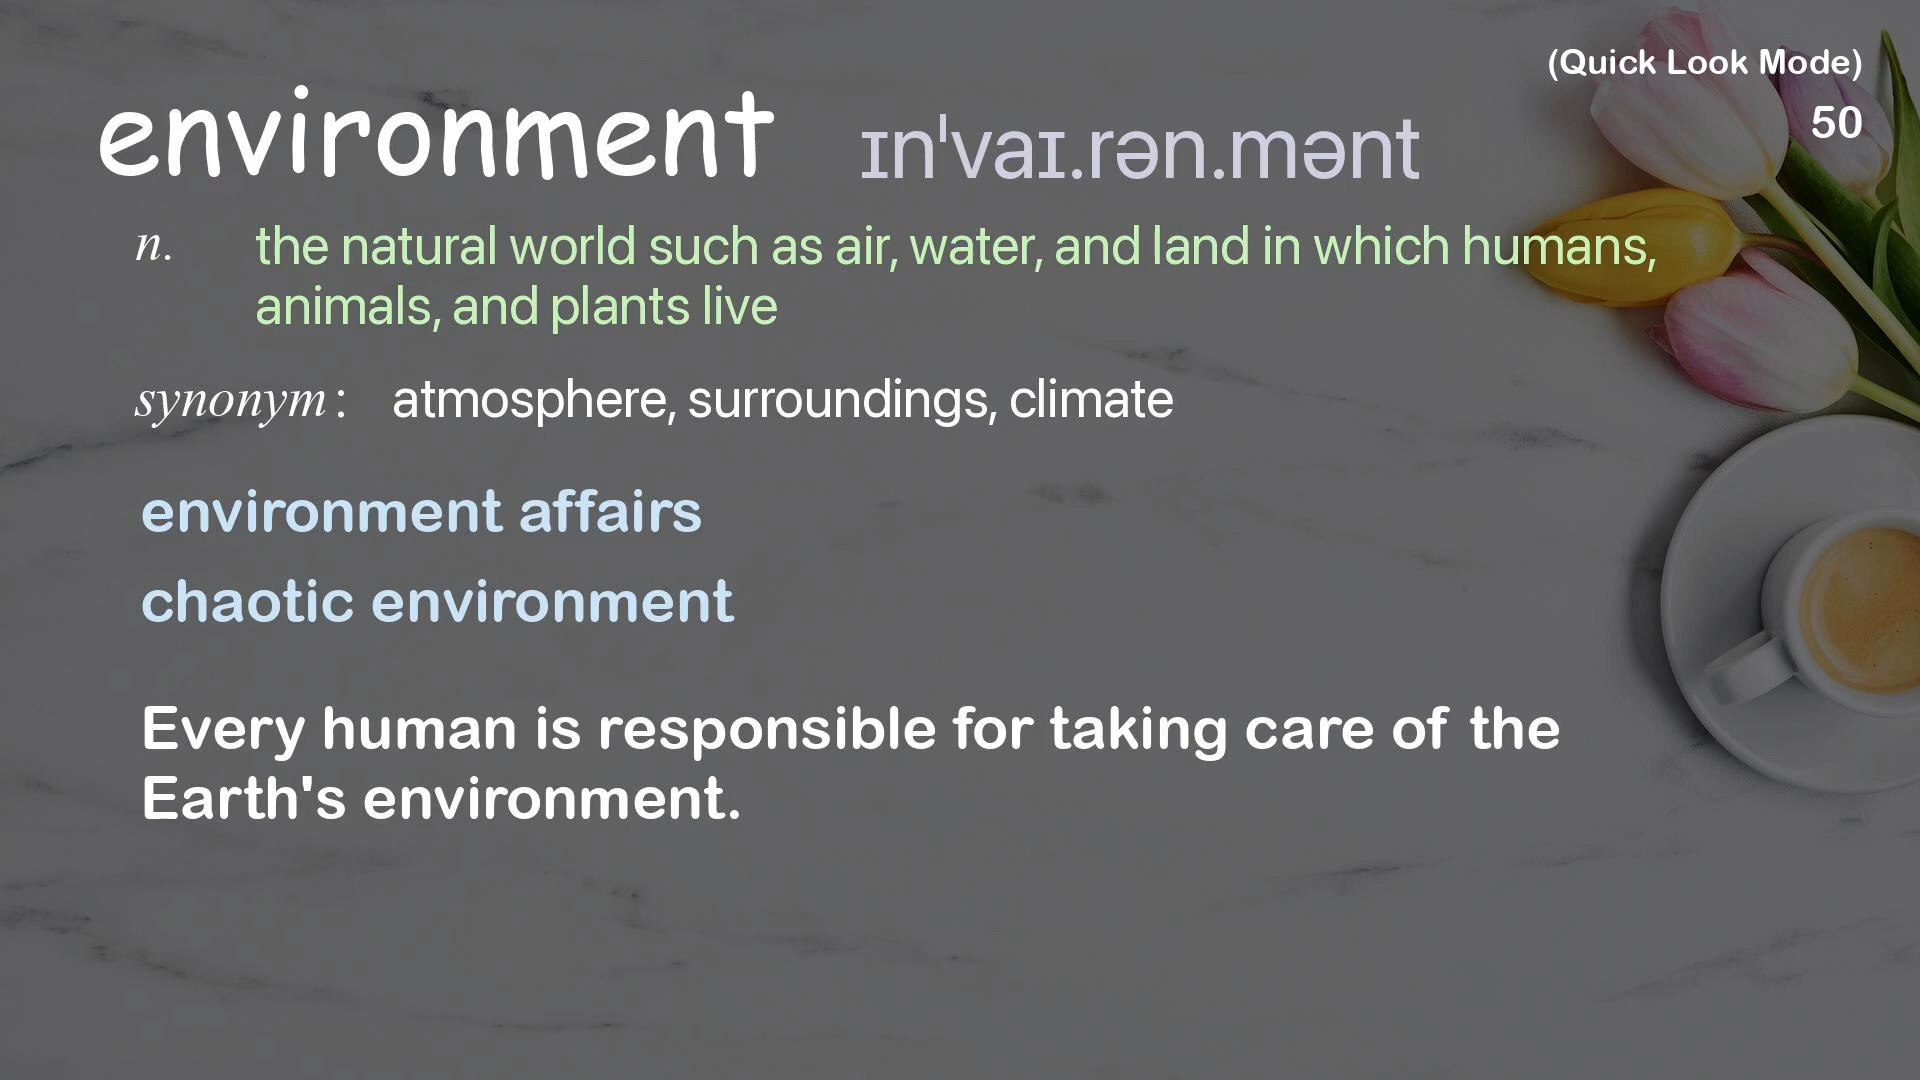 (Quick Look Mode)
50
environment ɪnˈvaɪ.rən.mənt
n. the natural world such as air, water, and land in which humans,
animals, and plants live
synonym: atmosphere, surroundings, climate
environment affairs
chaotic environment
Every human is responsible for taking care of the
Earth's environment.